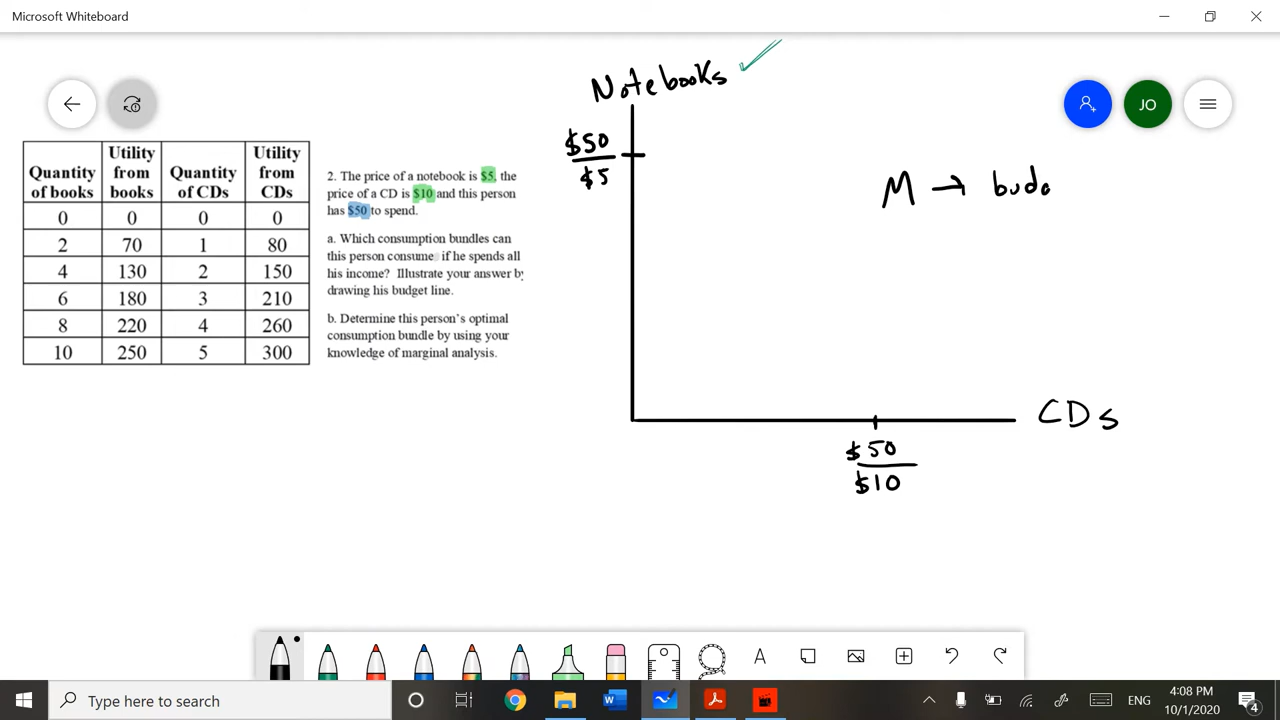 Microsoft Whiteboard
Notebooks
JO
$50
$5
M → budg
Quantity of books Utility from books Quantity of CDs Utility from CDs
0 0 0 0
2 70 1 80
4 130 2 150
6 180 3 210
8 220 4 260
10 250 5 300
2. The price of a notebook is $5, the
price of a CD is $10 and this person
has $50 to spend.
a. Which consumption bundles can
this person consume if he spends all
his income? Illustrate your answer by
drawing his budget line.
b. Determine this person's optimal
consumption bundle by using your
knowledge of marginal analysis.
CDs
$50
$10
A
Type here to search
W
ENG
4:08 PM
10/1/2020
4